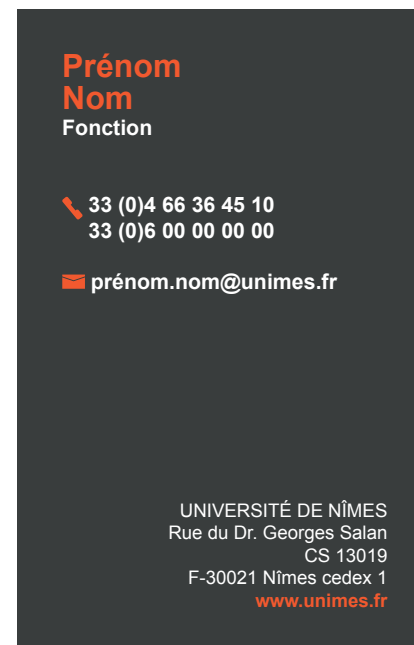 Prénom
Nom
Fonction
33 (0)4 66 36 45 10
33 (0)6 00 00 00 00
prénom.nom@unimes.fr
UNIVERSITÉ DE NÎMES
Rue du Dr. Georges Salan
CS 13019
F-30021 Nîmes cedex 1
www.unimes.fr